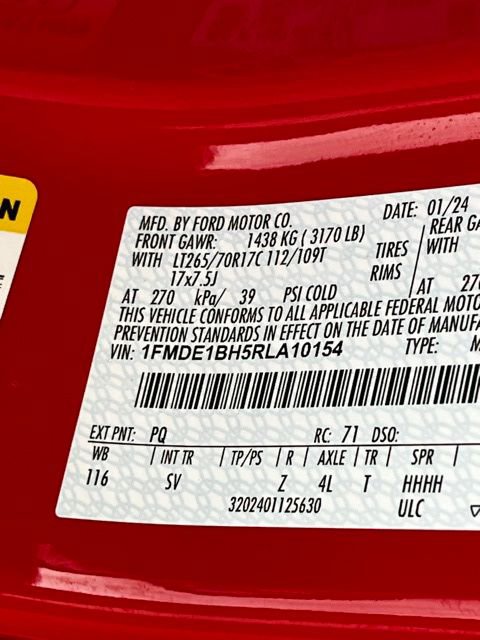 MFD. BY FORD MOTOR CO.
DATE: 01/24
FRONT GAWR: 1438 KG ( 3170 LB)
REAR GA
WITH LT265/70R17C 112/109T
TIRES
WITH
17x7.5J
RIMS
AT 270 kPa/ 39 PSI COLD
AT 270
THIS VEHICLE CONFORMS TO ALL APPLICABLE FEDERAL MOTO
PREVENTION STANDARDS IN EFFECT ON THE DATE OF MANUFA
VIN: 1FMDE1BH5RLA10154
TYPE: M
EXT PNT: PQ RC: 71 DSO:
WB | INT TR | TP/PS | R | AXLE | TR | SPR
116 SV Z 4L T HHHH
3202401125630 ULC
N